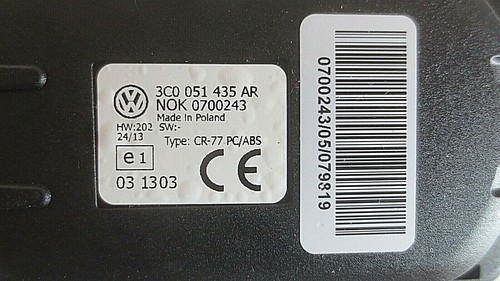 3C0 051 435 AR
NOK 0700243
Made in Poland
HW:202 SW:-
24/13
Type: CR-77 PC/ABS
e1
03 1303
CE
0700243/05/079819